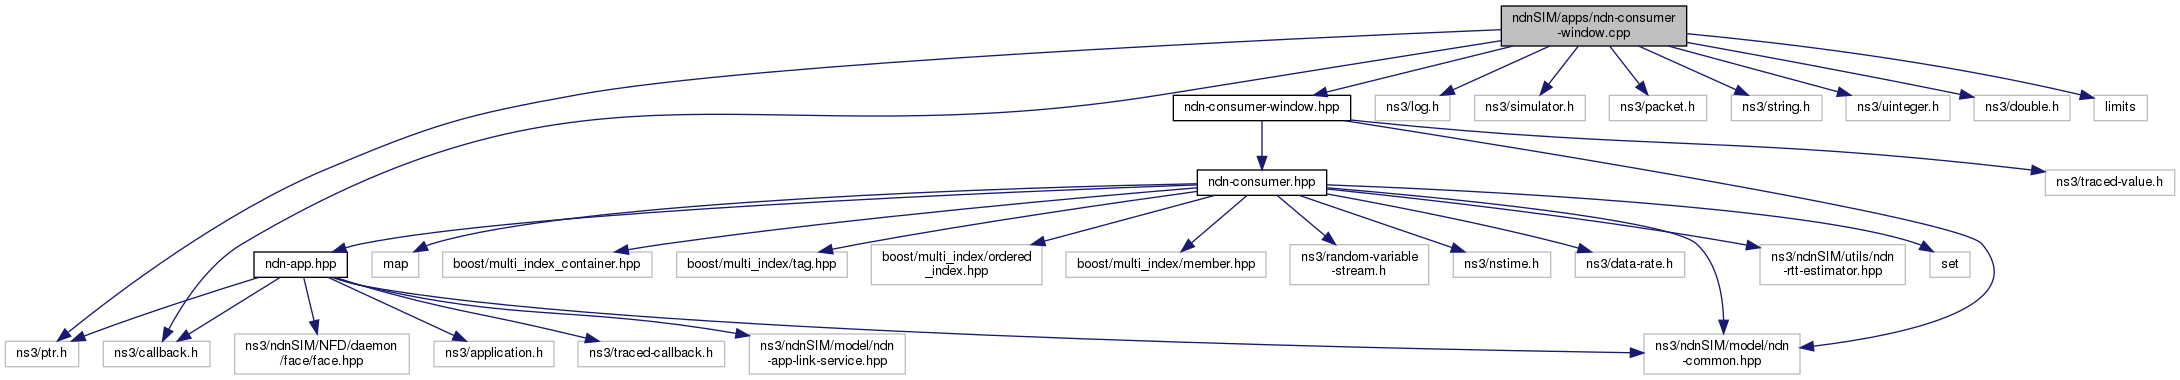 ndnSIM/apps/ndn-consumer
-window.cpp
ndn-consumer-window.hpp
ns3/log.h
ns3/simulator.h
ns3/packet.h
ns3/string.h
ns3/uinteger.h
ns3/double.h
limits
ndn-consumer.hpp
ns3/traced-value.h
ndn-app.hpp
map
boost/multi_index_container.hpp
boost/multi_index/tag.hpp
boost/multi_index/ordered
_index.hpp
boost/multi_index/member.hpp
ns3/random-variable
-stream.h
ns3/nstime.h
ns3/data-rate.h
ns3/ndnSIM/utils/ndn
-rtt-estimator.hpp
set
ns3/ptr.h
ns3/callback.h
ns3/ndnSIM/NFD/daemon
/face/face.hpp
ns3/application.h
ns3/traced-callback.h
ns3/ndnSIM/model/ndn
-app-link-service.hpp
ns3/ndnSIM/model/ndn
-common.hpp